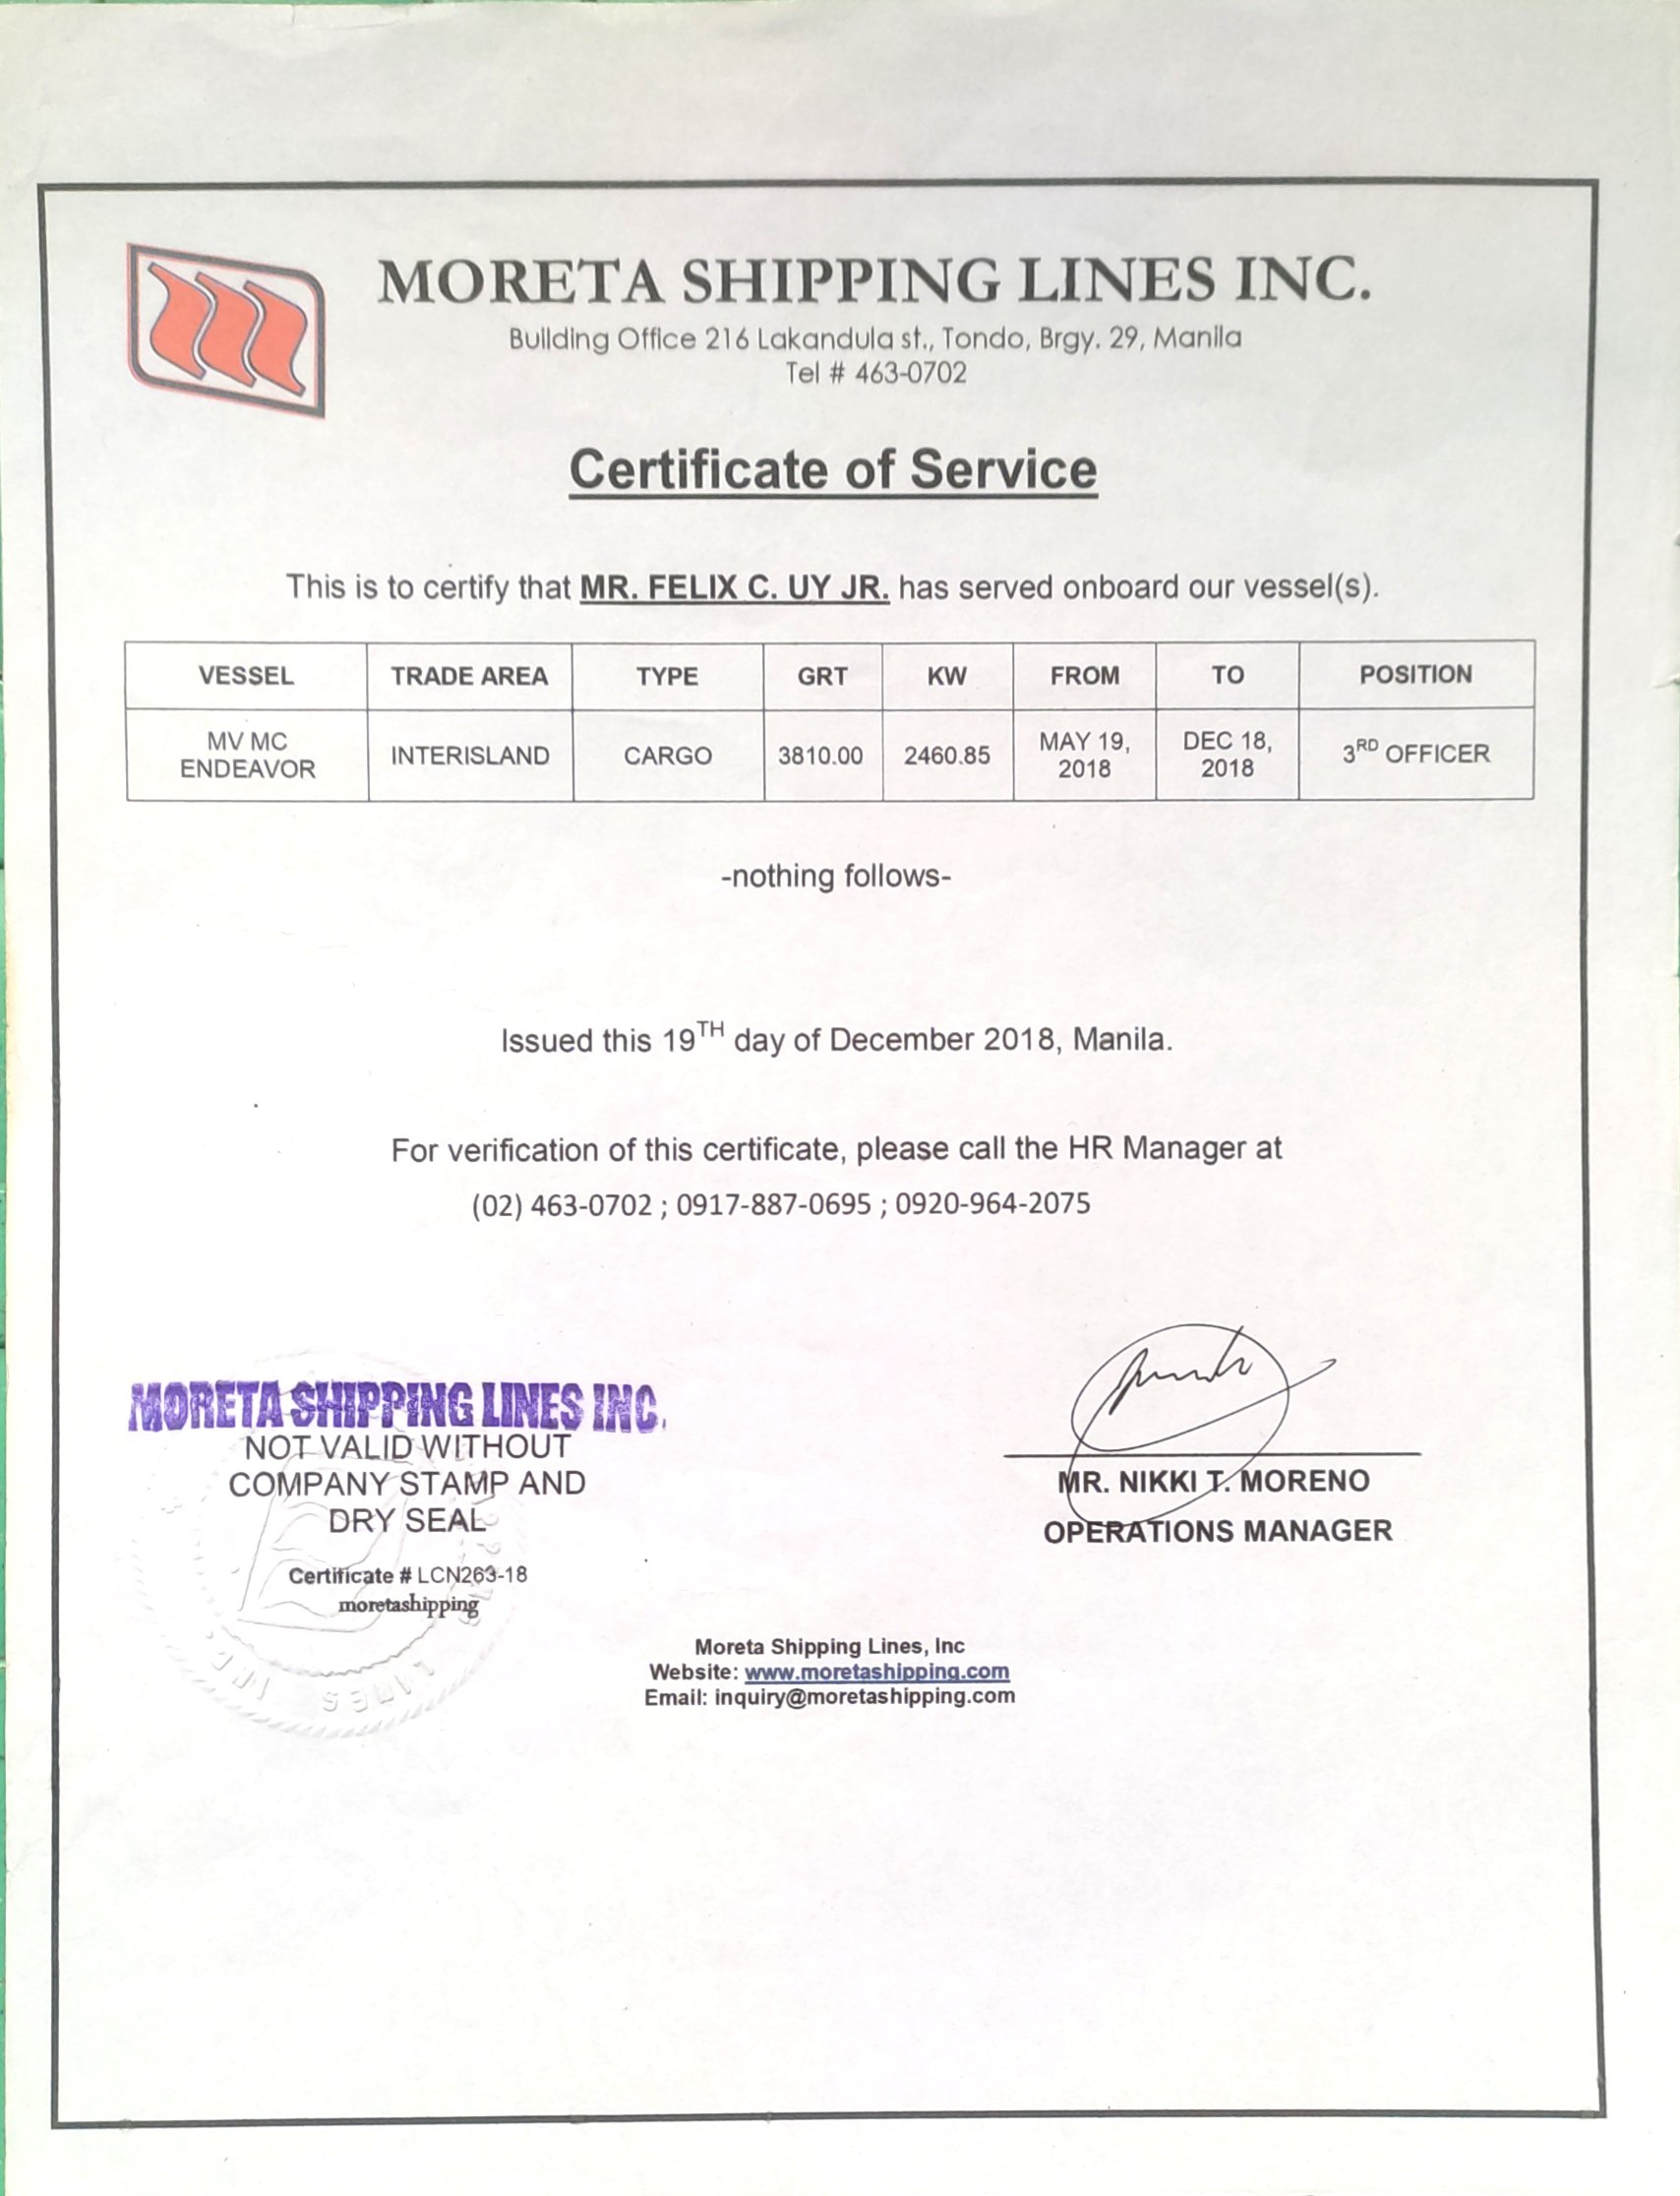 MORETA SHIPPING LINES INC.
Building Office 216 Lakandula st., Tondo, Brgy. 29, Manila
Tel # 463-0702
Certificate of Service
This is to certify that MR. FELIX C. UY JR. has served onboard our vessel(s).
VESSEL TRADE AREA TYPE GRT KW FROM TO POSITION
MV MC ENDEAVOR INTERISLAND CARGO 3810.00 2460.85 MAY 19, 2018 DEC 18, 2018 3RD OFFICER
-nothing follows-
Issued this 19TH day of December 2018, Manila.
For verification of this certificate, please call the HR Manager at
(02) 463-0702 ; 0917-887-0695 ; 0920-964-2075
MORETA SHIPPING LINES INC.
NOT VALID WITHOUT
COMPANY STAMP AND
DRY SEAL
Certificate # LCN263-18
moretashipping
LINES INC.
MR. NIKKI T. MORENO
OPERATIONS MANAGER
Moreta Shipping Lines, Inc
Website: www.moretashipping.com
Email: inquiry@moretashipping.com